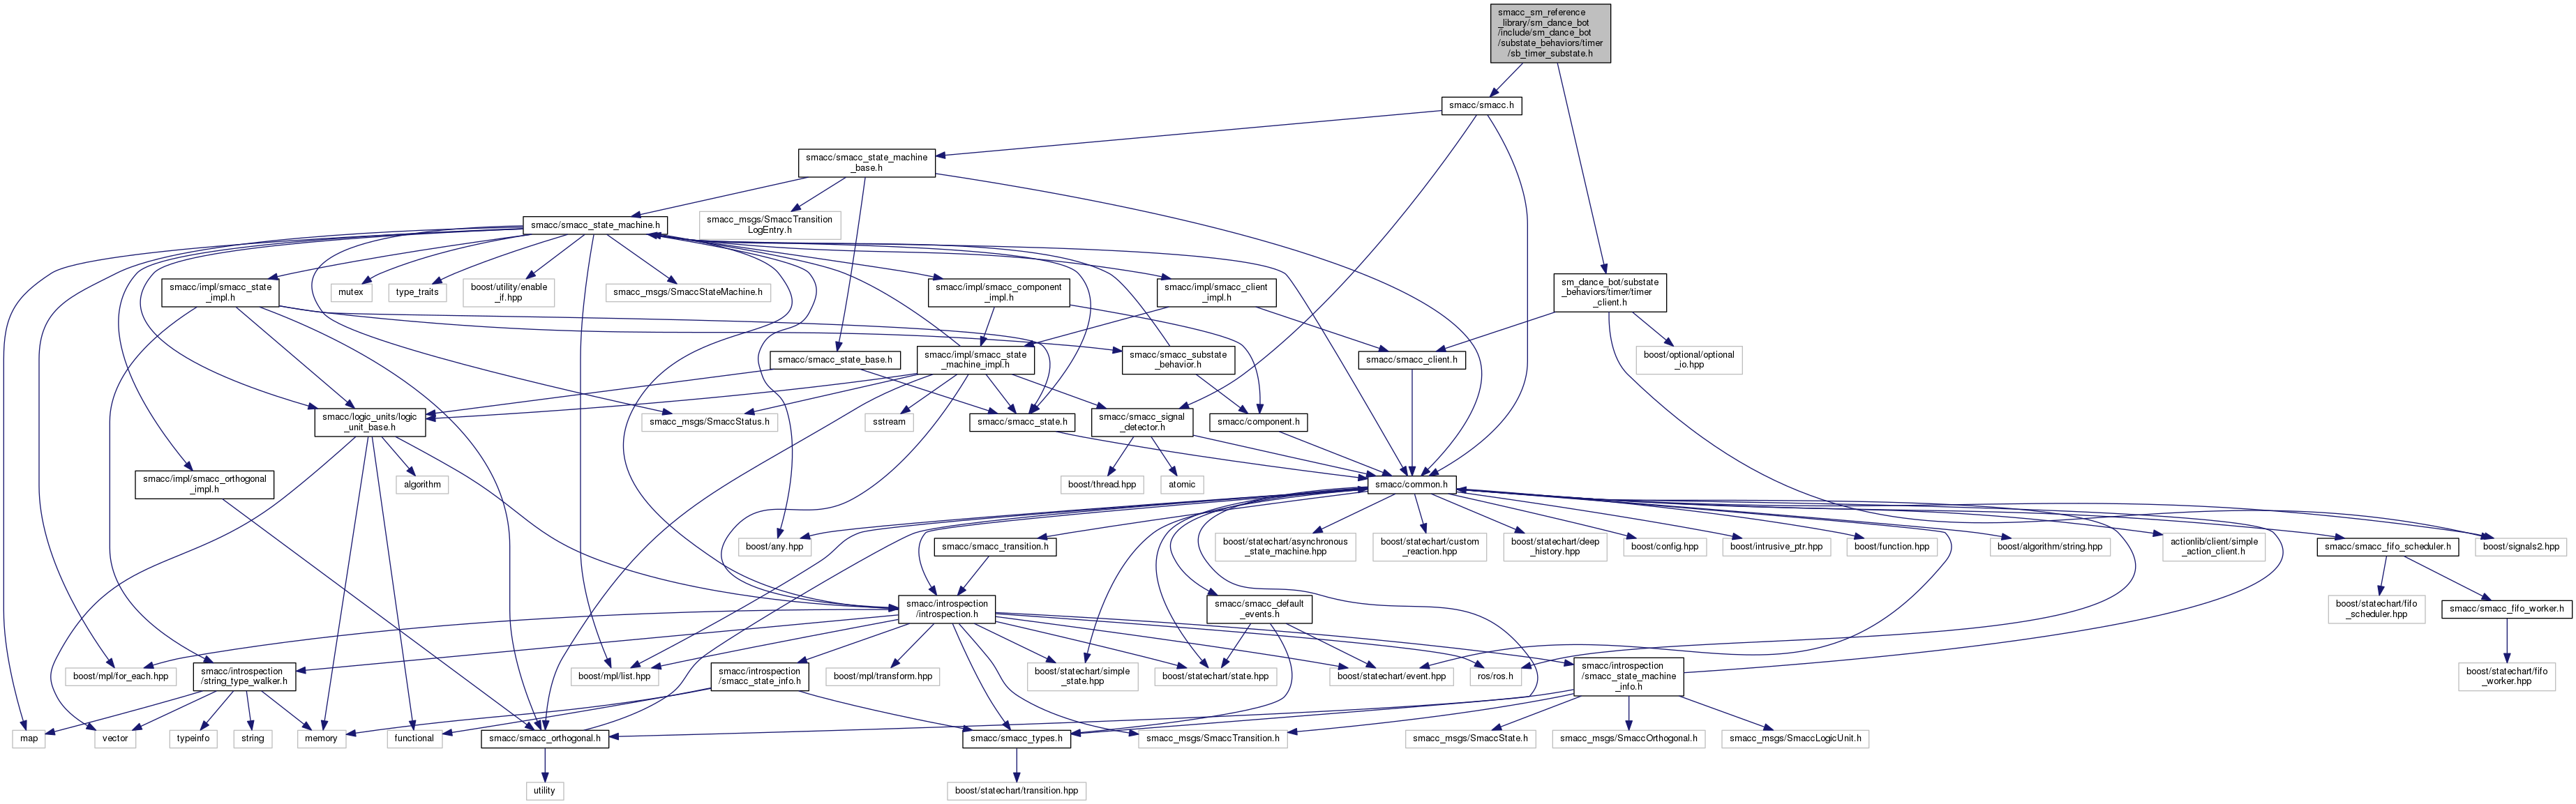 smacc_sm_reference
_library/sm_dance_bot
/include/sm_dance_bot
/substate_behaviors/timer
/sb_timer_substate.h
smacc/smacc.h
smacc/smacc_state_machine
_base.h
smacc_msgs/SmaccTransition
LogEntry.h
smacc/smacc_state_machine.h
smacc/impl/smacc_state
_impl.h
mutex
type_traits
boost/utility/enable
_if.hpp
smacc_msgs/SmaccStateMachine.h
smacc/impl/smacc_component
_impl.h
smacc/impl/smacc_client
_impl.h
sm_dance_bot/substate
_behaviors/timer/timer
_client.h
smacc/smacc_state_base.h
smacc/impl/smacc_state
_machine_impl.h
smacc/smacc_substate
_behavior.h
smacc/smacc_client.h
boost/optional/optional
_io.hpp
smacc/logic_units/logic
_unit_base.h
smacc_msgs/SmaccStatus.h
sstream
smacc/smacc_state.h
smacc/smacc_signal
_detector.h
smacc/component.h
smacc/impl/smacc_orthogonal
_impl.h
algorithm
boost/thread.hpp
atomic
smacc/common.h
boost/any.hpp
smacc/smacc_transition.h
boost/statechart/asynchronous
_state_machine.hpp
boost/statechart/custom
_reaction.hpp
boost/statechart/deep
_history.hpp
boost/config.hpp
boost/intrusive_ptr.hpp
boost/function.hpp
boost/algorithm/string.hpp
actionlib/client/simple
_action_client.h
smacc/smacc_fifo_scheduler.h
boost/signals2.hpp
smacc/introspection
/introspection.h
smacc/smacc_default
_events.h
boost/statechart/fifo
_scheduler.hpp
smacc/smacc_fifo_worker.h
boost/mpl/for_each.hpp
smacc/introspection
/string_type_walker.h
boost/mpl/list.hpp
smacc/introspection
/smacc_state_info.h
boost/mpl/transform.hpp
boost/statechart/simple
_state.hpp
boost/statechart/state.hpp
boost/statechart/event.hpp
ros/ros.h
smacc/introspection
/smacc_state_machine
_info.h
boost/statechart/fifo
_worker.hpp
map
vector
typeinfo
string
memory
functional
smacc/smacc_orthogonal.h
smacc/smacc_types.h
smacc_msgs/SmaccTransition.h
smacc_msgs/SmaccState.h
smacc_msgs/SmaccOrthogonal.h
smacc_msgs/SmaccLogicUnit.h
utility
boost/statechart/transition.hpp